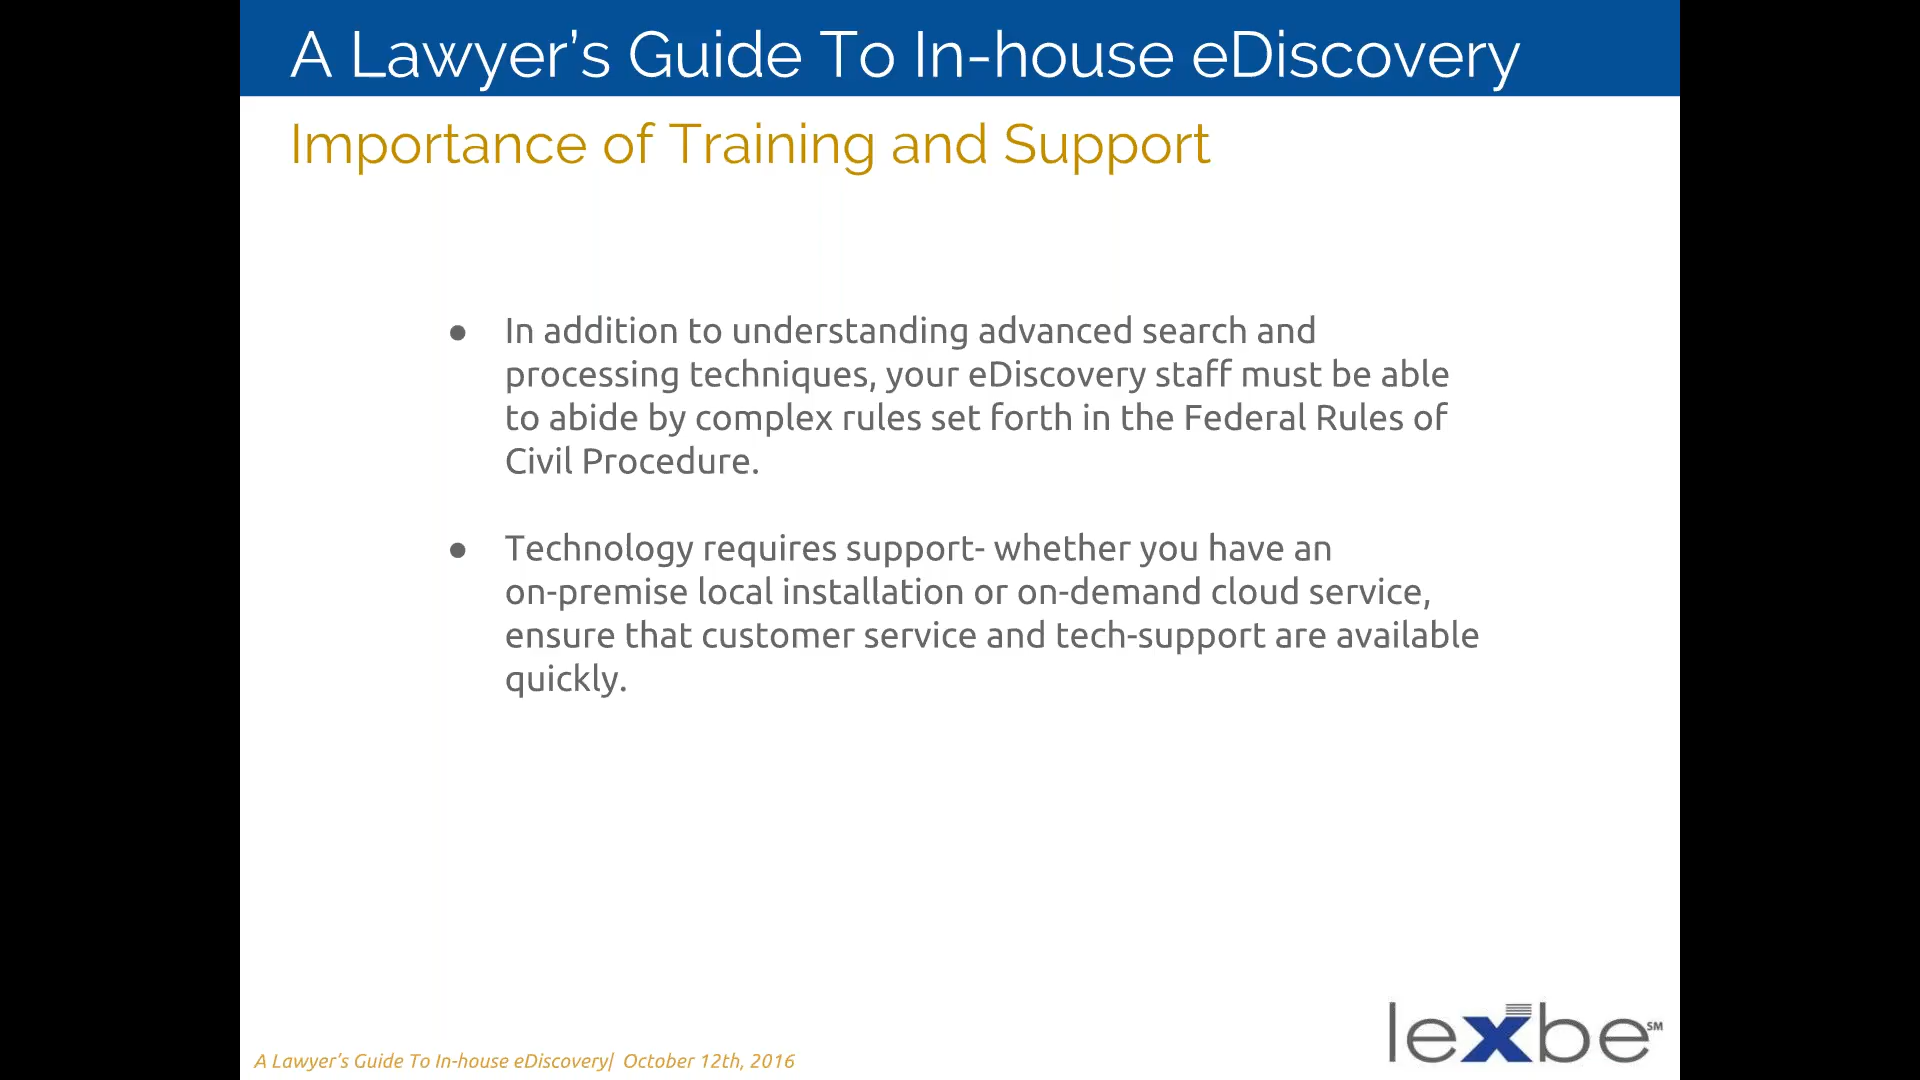 A Lawyer’s Guide To In-house eDiscovery
Importance of Training and Support
● In addition to understanding advanced search and
processing techniques, your eDiscovery staff must be able
to abide by complex rules set forth in the Federal Rules of
Civil Procedure.
● Technology requires support- whether you have an
on-premise local installation or on-demand cloud service,
ensure that customer service and tech-support are available
quickly.
lexbe SM
A Lawyer’s Guide To In-house eDiscovery| October 12th, 2016